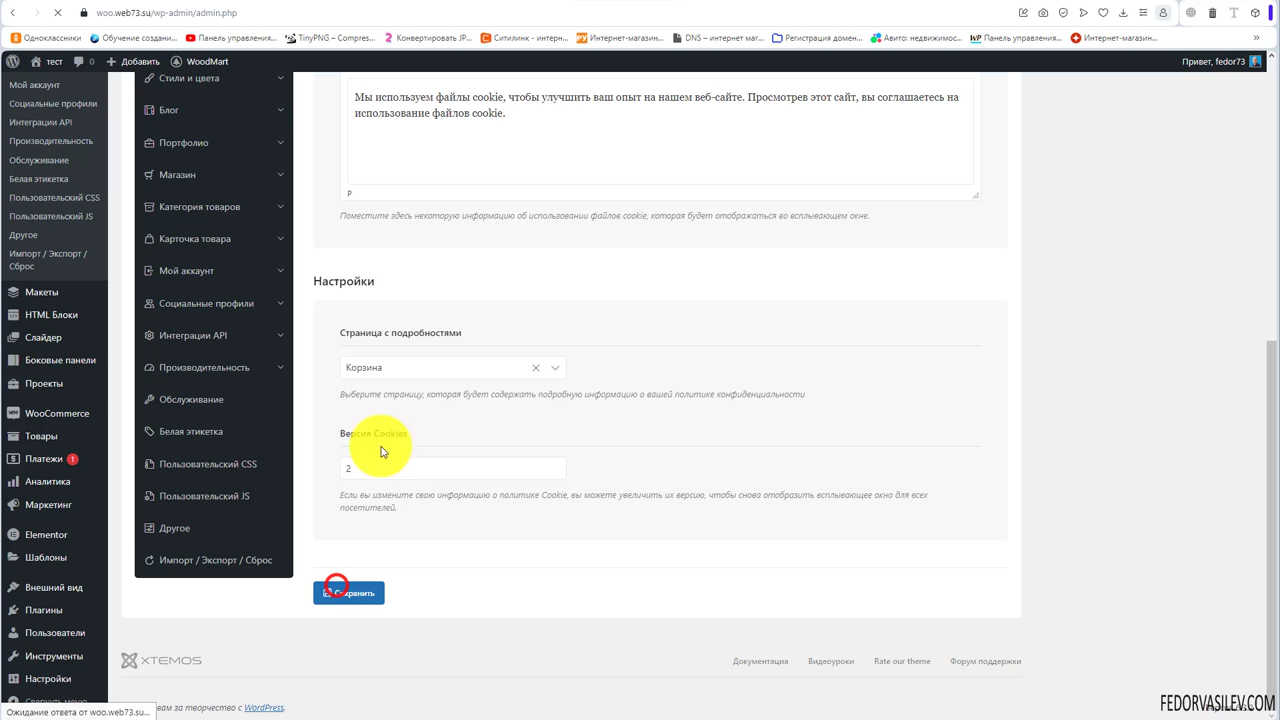 woo.web73.su/wp-admin/admin.php
Одноклассники
Обучение создани...
Панель управления...
TinyPNG – Compres...
Конвертировать JP...
Ситилинк - интерн...
Интернет-магазин...
DNS – интернет маг...
Регистрация домен...
Авито: недвижимос...
Панель управления...
Интернет-магазин...
тест
0
Добавить
WoodMart
Привет, fedor73
Мой аккаунт
Социальные профили
Интеграции API
Производительность
Обслуживание
Белая этикетка
Пользовательский CSS
Пользовательский JS
Другое
Импорт / Экспорт /
Сброс
Макеты
HTML Блоки
Слайдер
Боковые панели
Проекты
WooCommerce
Товары
Платежи 1
Аналитика
Маркетинг
Elementor
Шаблоны
Внешний вид
Плагины
Пользователи
Инструменты
Настройки
Свернуть меню
Стили и цвета
Блог
Портфолио
Магазин
Категория товаров
Карточка товара
Мой аккаунт
Социальные профили
Интеграции API
Производительность
Обслуживание
Белая этикетка
Пользовательский CSS
Пользовательский JS
Другое
Импорт / Экспорт / Сброс
Мы используем файлы cookie, чтобы улучшить ваш опыт на нашем веб-сайте. Просмотрев этот сайт, вы соглашаетесь на
использование файлов cookie.
P
Поместите здесь некоторую информацию об использовании файлов cookie, которая будет отображаться во всплывающем окне.
Настройки
Страница с подробностями
Корзина
Выберите страницу, которая будет содержать подробную информацию о вашей политике конфиденциальности
Версия Cookies
2
Если вы измените свою информацию о политике Cookie, вы можете увеличить их версию, чтобы снова отобразить всплывающее окно для всех
посетителей.
Сохранить
XTEMOS
Документация
Видеоуроки
Rate our theme
Форум поддержки
вам за творчество с WordPress.
Ожидание ответа от woo.web73.su...
FEDORVASILEV.COM